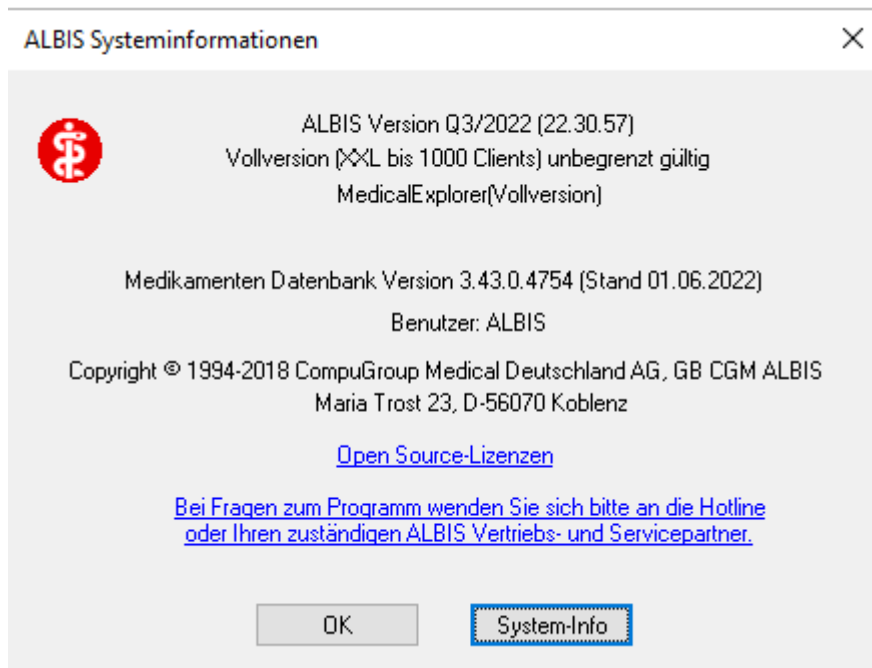 ALBIS Systeminformationen
ALBIS Version Q3/2022 (22.30.57)
Vollversion (XXL bis 1000 Clients) unbegrenzt gültig
MedicalExplorer(Vollversion)
Medikamenten Datenbank Version 3.43.0.4754 (Stand 01.06.2022)
Benutzer: ALBIS
Copyright © 1994-2018 CompuGroup Medical Deutschland AG, GB CGM ALBIS
Maria Trost 23, D-56070 Koblenz
Open Source-Lizenzen
Bei Fragen zum Programm wenden Sie sich bitte an die Hotline
oder Ihren zuständigen ALBIS Vertriebs- und Servicepartner.
OK System-Info